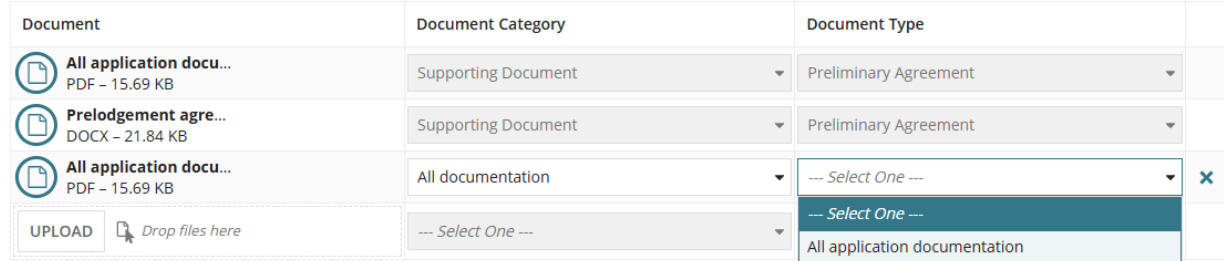 Document Document Category Document Type
All application docu...
PDF – 15.69 KB
Supporting Document Preliminary Agreement
Prelodgement agre...
DOCX – 21.84 KB
Supporting Document Preliminary Agreement
All application docu...
PDF – 15.69 KB
All documentation --- Select One ---
--- Select One ---
UPLOAD Drop files here --- Select One ---
All application documentation